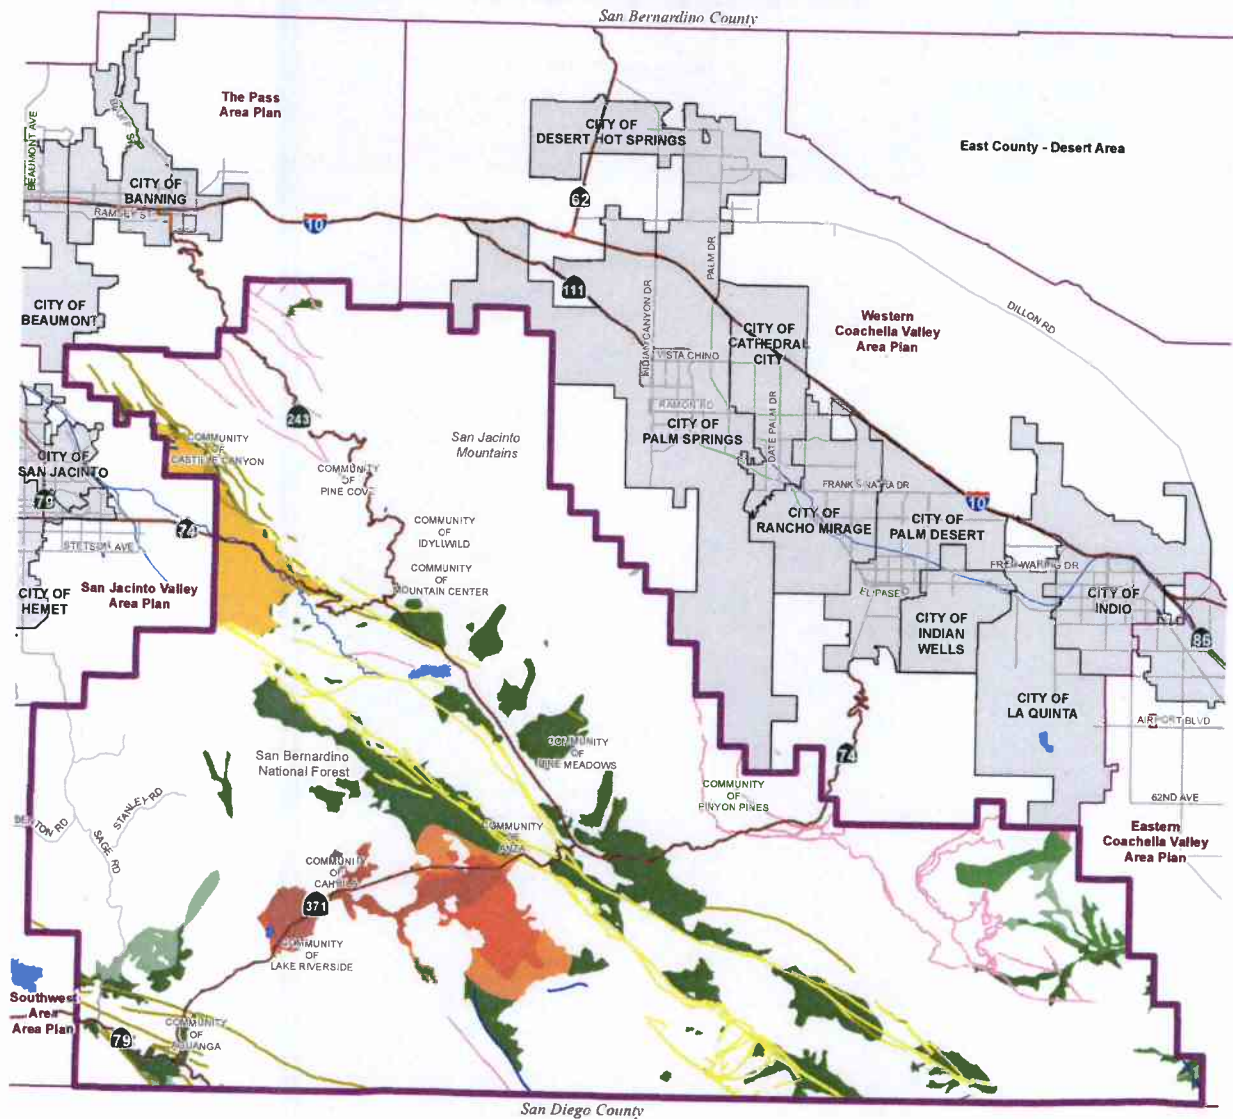 San Bernardino County
The Pass
Area Plan
BEAUMONT AVE
CITY OF
DESERT HOT SPRINGS
East County - Desert Area
CITY OF
BANNING
RAMSEY ST
62
10
111
CITY OF
BEAUMONT
PALM DR
INDIAN CANYON DR
Western
Coachella Valley
Area Plan
DILLON RD
CITY OF
CATHEDRAL
CITY
VISTA CHINO
RAMON RD
DATE PALM DR
CITY OF
PALM SPRINGS
243
San Jacinto
Mountains
COMMUNITY
OF
CASTILE CANYON
COMMUNITY
OF
PINE COVE
CITY OF
SAN JACINTO
79
74
STETSON AVE
COMMUNITY
OF
IDYLLWILD
COMMUNITY
OF
MOUNTAIN CENTER
CITY OF
HEMET
San Jacinto Valley
Area Plan
FRANK SINATRA DR
10
CITY OF
RANCHO MIRAGE
CITY OF
PALM DESERT
FRED WARING DR
EL PASEO
CITY OF
INDIAN
WELLS
CITY OF
INDIO
86
CITY OF
LA QUINTA
AIRPORT BLVD
74
San Bernardino
National Forest
COMMUNITY
OF
PINE MEADOWS
COMMUNITY
OF
PINYON PINES
62ND AVE
Eastern
Coachella Valley
Area Plan
STANLEY RD
BENTON RD
SAGE RD
COMMUNITY
OF
ANZA
COMMUNITY
OF
CAHUILLA
371
COMMUNITY
OF
LAKE RIVERSIDE
Southwest
Area
Area Plan
79
COMMUNITY
OF
AGUANGA
San Diego County